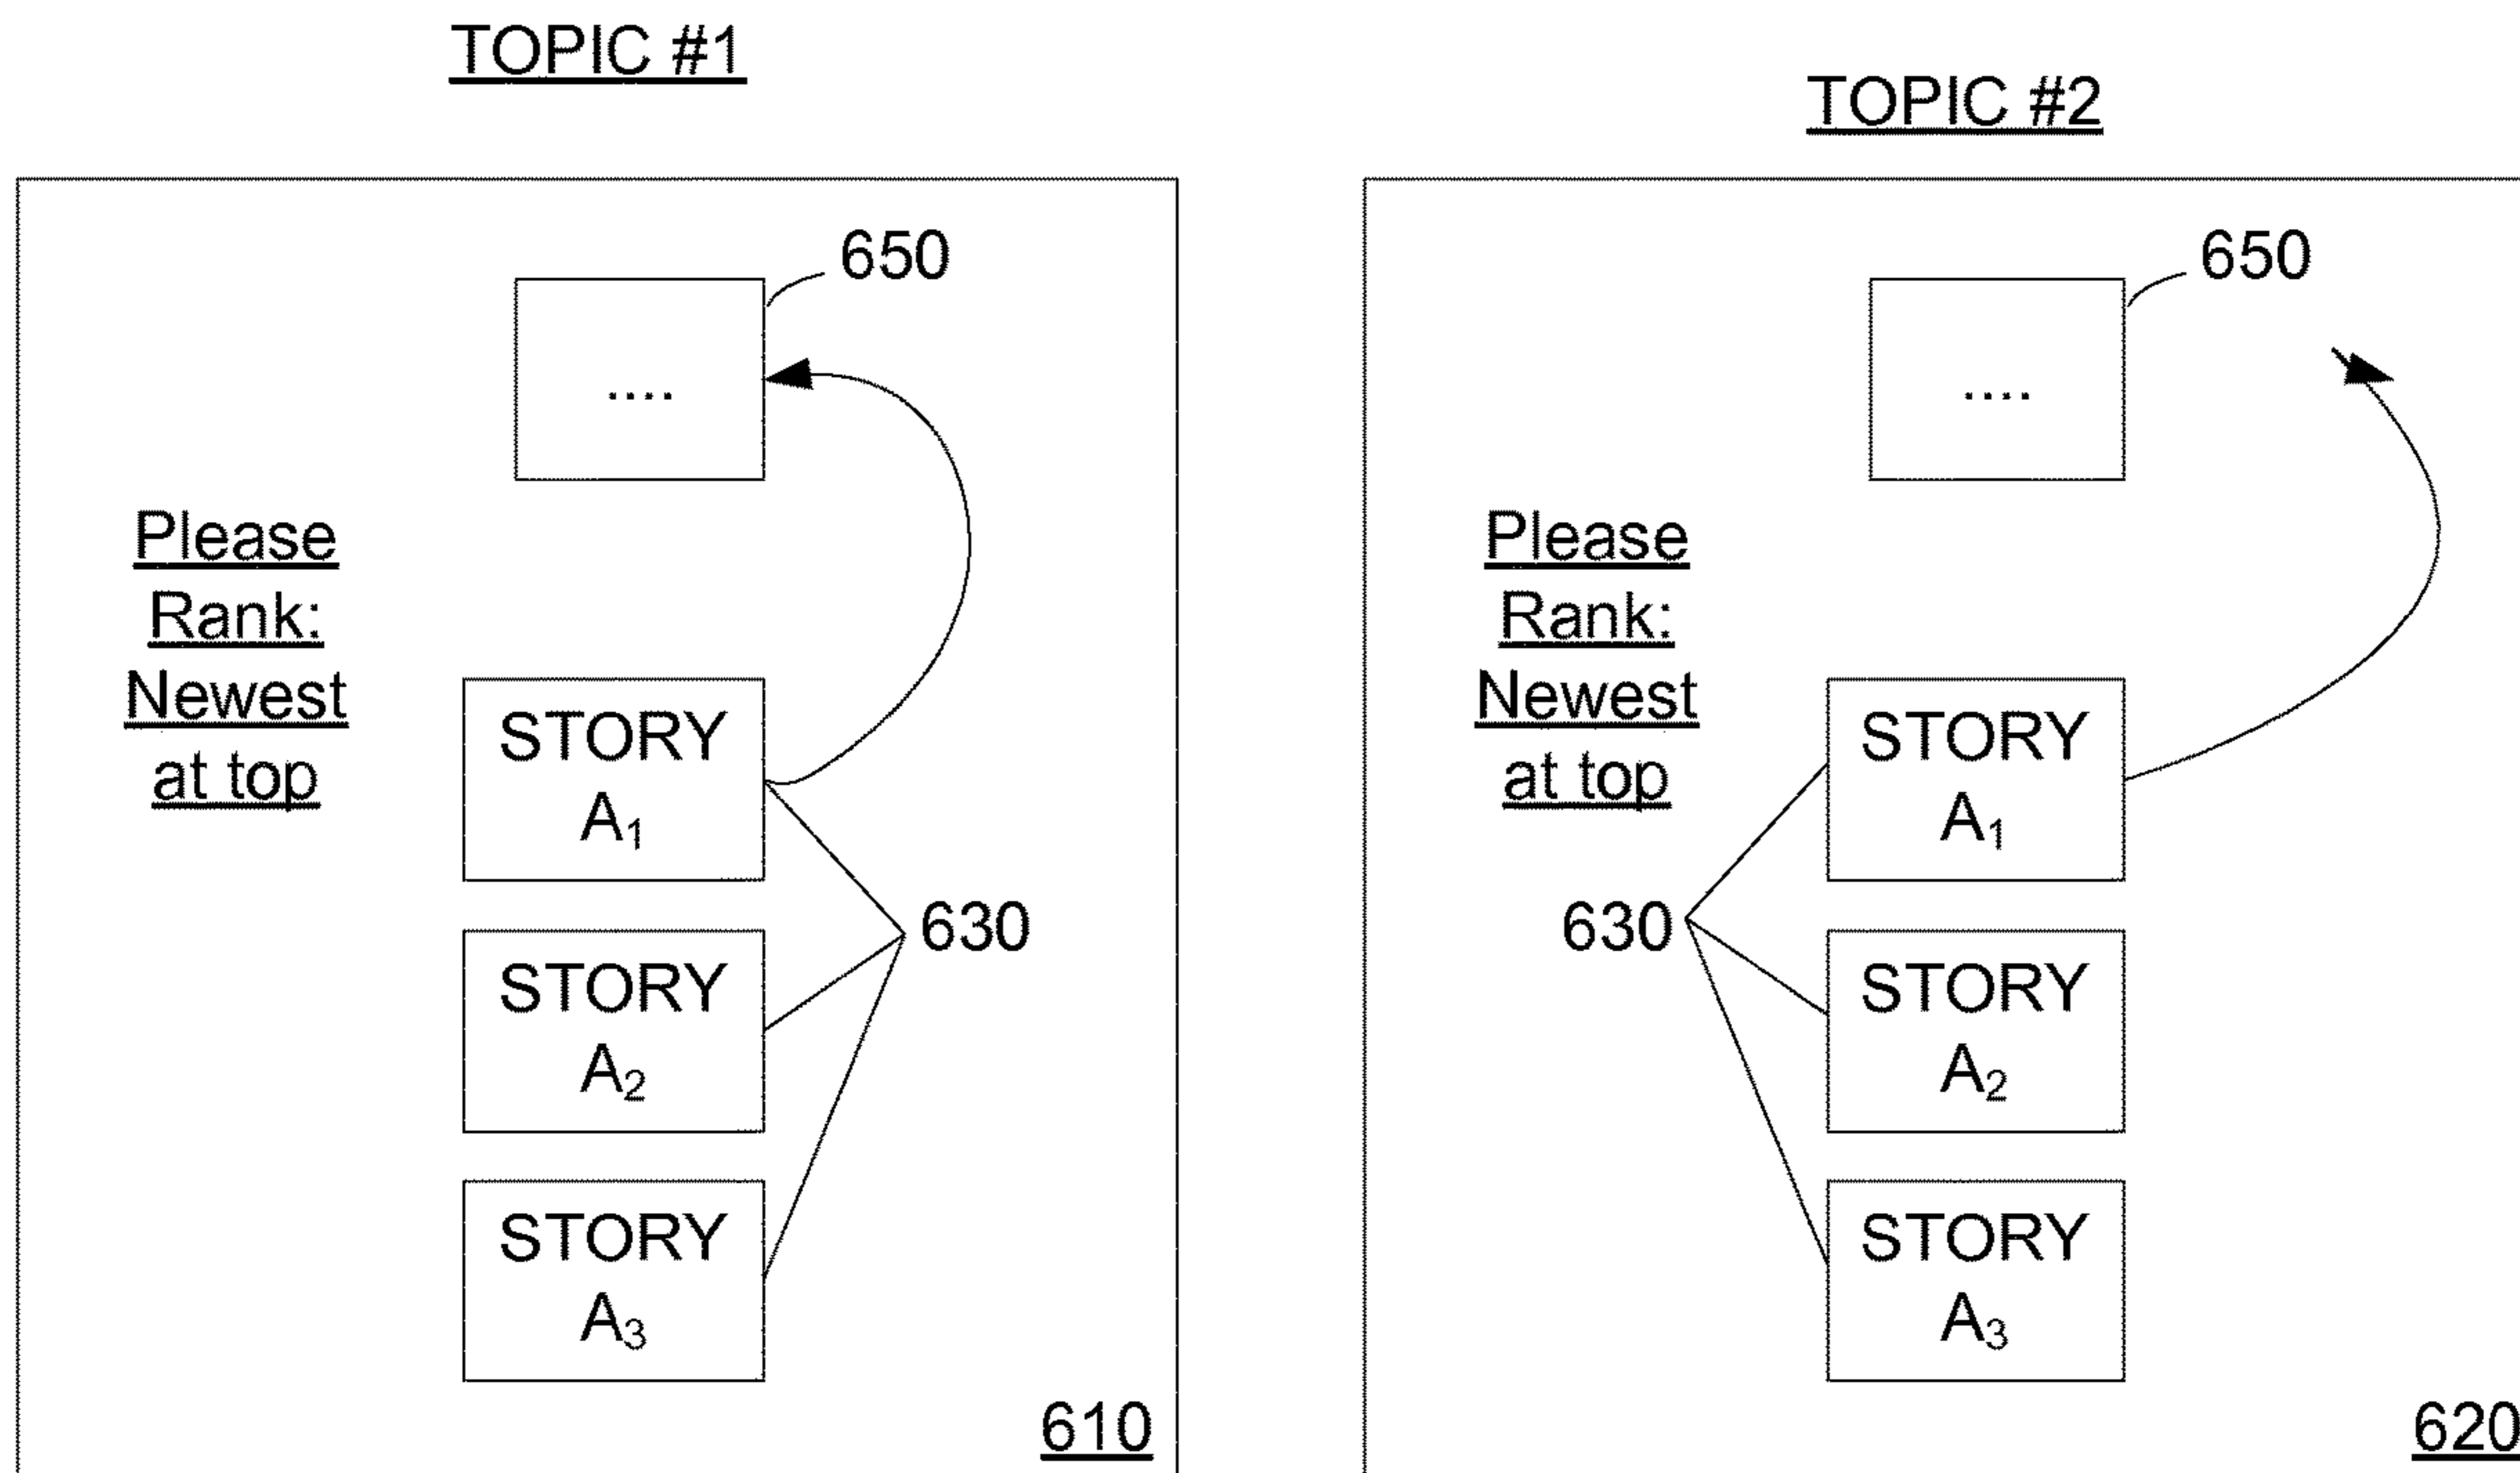 TOPIC #1
650
....
Please
Rank:
Newest
at top
STORY
A₁
630
STORY
A₂
STORY
A₃
610
TOPIC #2
650
....
Please
Rank:
Newest
at top
STORY
A₁
630
STORY
A₂
STORY
A₃
620